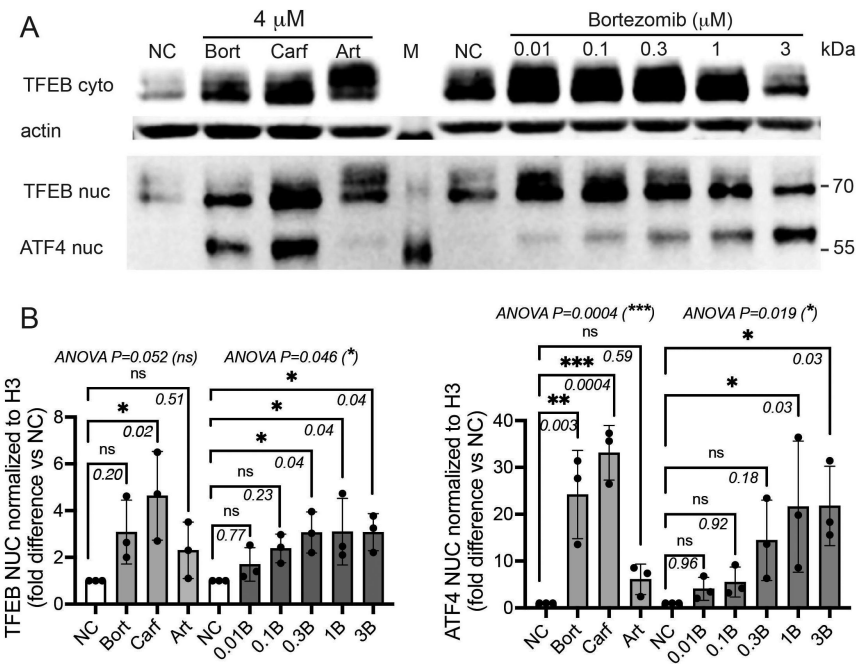 A
4 µM
Bortezomib (µM)
NC Bort Carf Art M NC 0.01 0.1 0.3 1 3 kDa
TFEB cyto
actin
TFEB nuc
70
ATF4 nuc
55
B
ANOVA P=0.052 (ns)
ANOVA P=0.046 (*)
ns
0.51
*
0.02
ns
0.20
*
0.04
*
0.04
*
0.04
ns
0.23
ns
0.77
TFEB NUC normalized to H3
(fold difference vs NC)
8
6
4
2
0
NC Bort Carf Art NC 0.01B 0.1B 0.3B 1B 3B
ANOVA P=0.0004 (***)
ANOVA P=0.019 (*)
ns
0.59
***
0.0004
**
0.003
*
0.03
*
0.03
ns
0.18
ns
0.92
ns
0.96
ATF4 NUC normalized to H3
(fold difference vs NC)
40
30
20
10
0
NC Bort Carf Art NC 0.01B 0.1B 0.3B 1B 3B